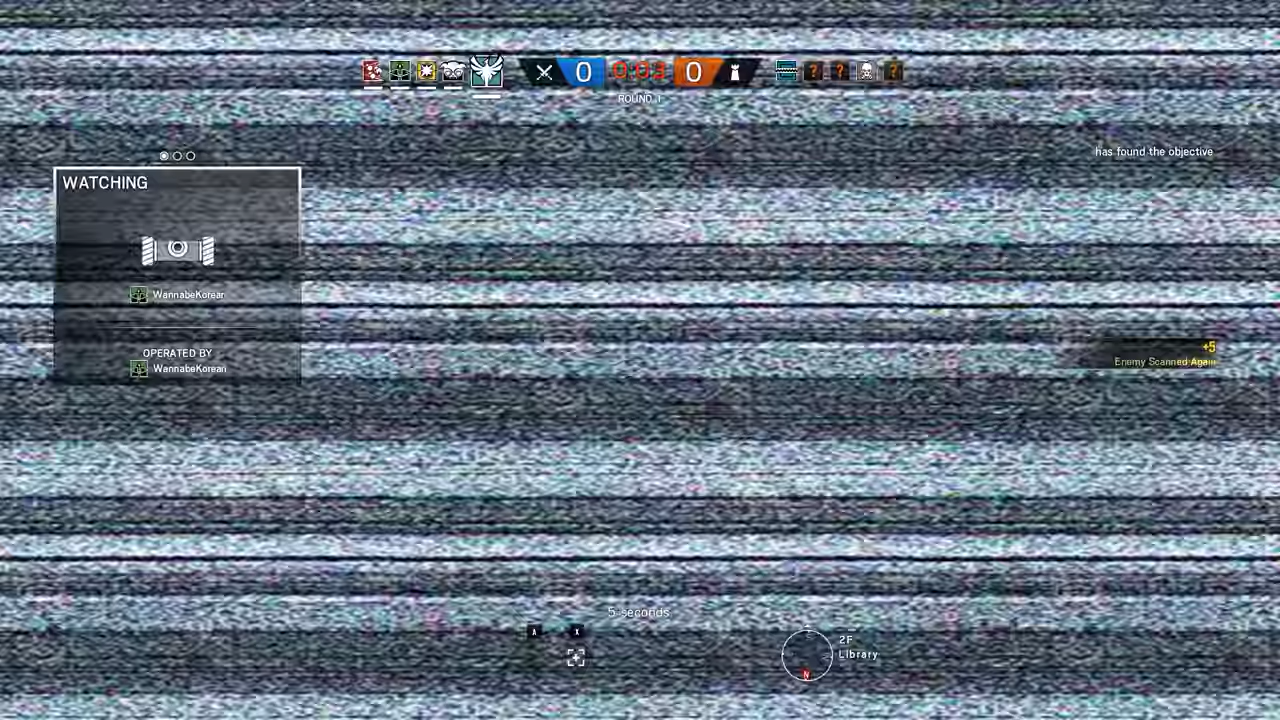 0 0:03 0
? ? ?
ROUND 1
has found the objective
WATCHING
WannabeKorean
OPERATED BY
WannabeKorean
+5
Enemy Scanned Again
5 seconds
A X
2F
Library
N